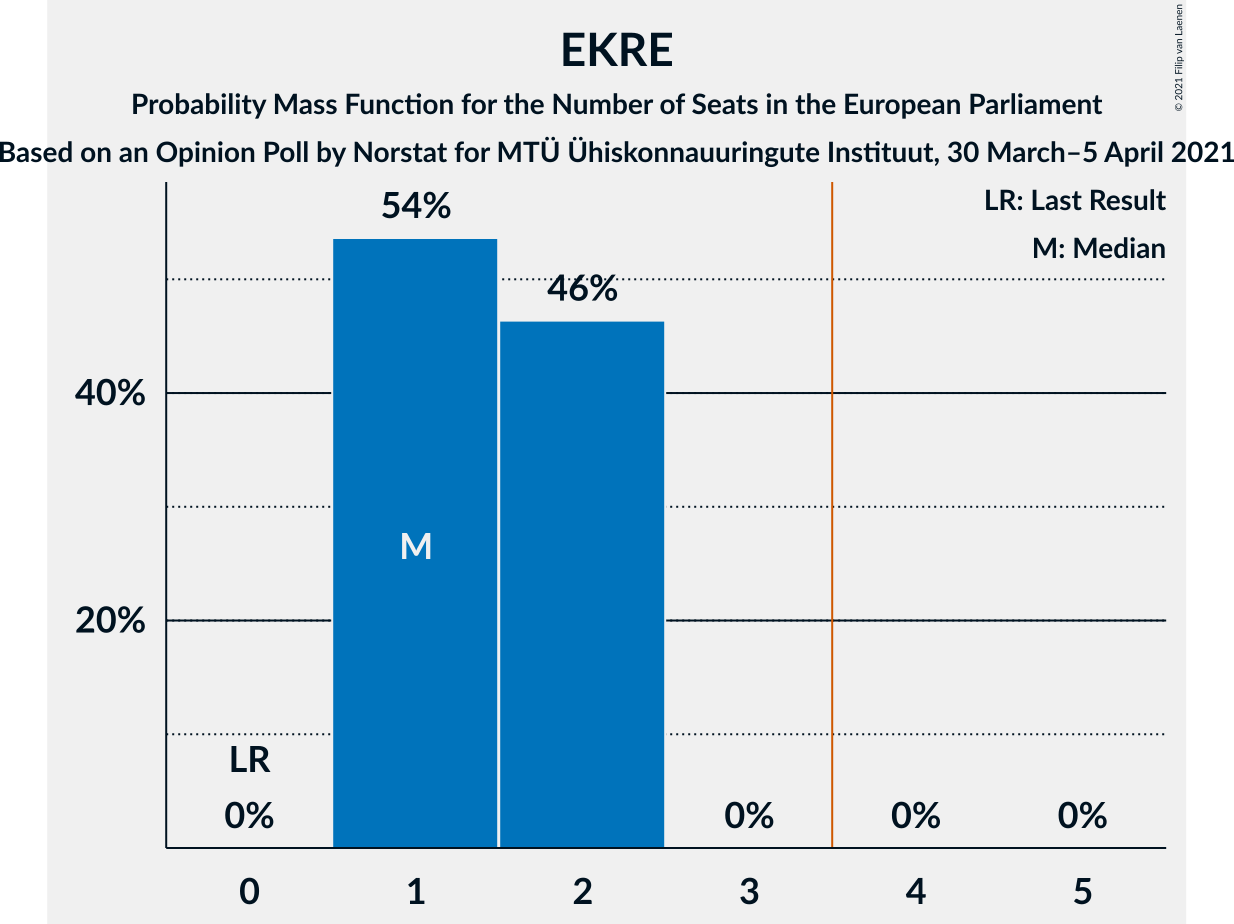 EKRE
Probability Mass Function for the Number of Seats in the European Parliament
Based on an Opinion Poll by Norstat for MTÜ Ühiskonnauuringute Instituut, 30 March–5 April 2021
© 2021 Filip van Laenen
LR: Last Result
M: Median
54%
46%
40%
M
20%
LR
0% 0% 0% 0%
0 1 2 3 4 5